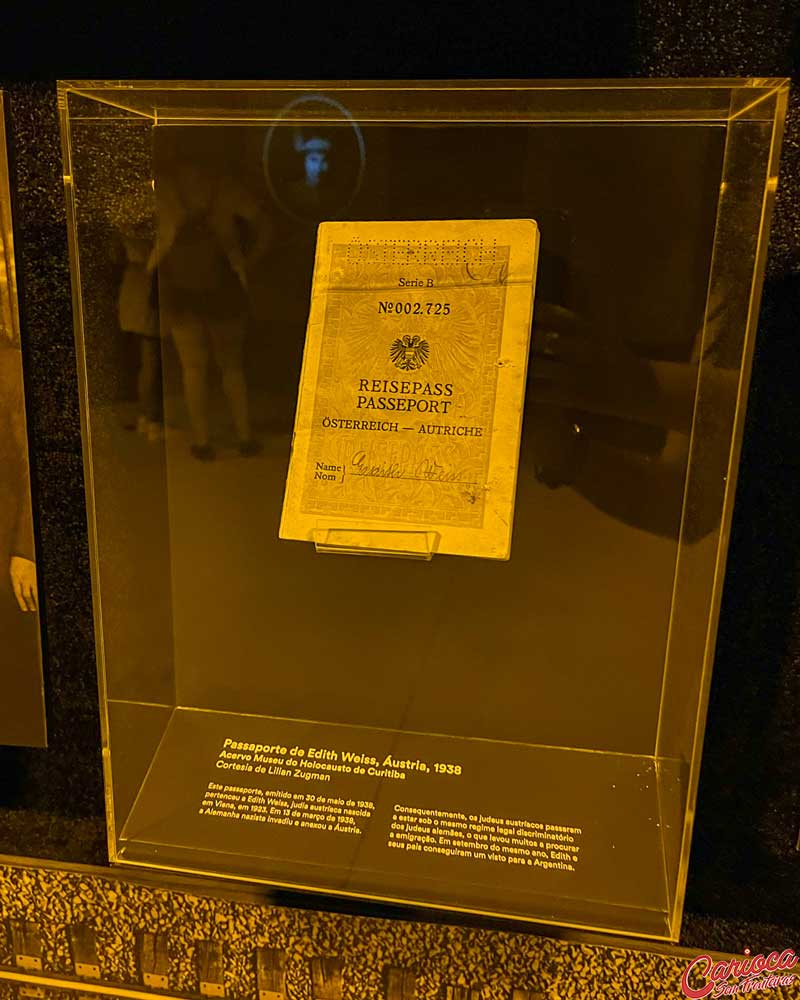 ÖSTERREICH
Serie B
№002.725
REISEPASS
PASSEPORT
ÖSTERREICH — AUTRICHE
Name
Nom
Edith Weiss
Passaporte de Edith Weiss, Áustria, 1938
Acervo Museu do Holocausto de Curitiba
Cortesia de Lilian Zugman
Este passaporte, emitido em 30 de maio de 1938,
pertenceu a Edith Weiss, judia austríaca nascida
em Viena, em 1923. Em 13 de março de 1938,
a Alemanha nazista invadiu e anexou a Áustria.
Consequentemente, os judeus austríacos passaram
a estar sob o mesmo regime legal discriminatório
dos judeus alemães, o que levou muitos a procurar
a emigração. Em setembro do mesmo ano, Edith e
seus pais conseguiram um visto para a Argentina.
Carioca
Sem Fronteiras